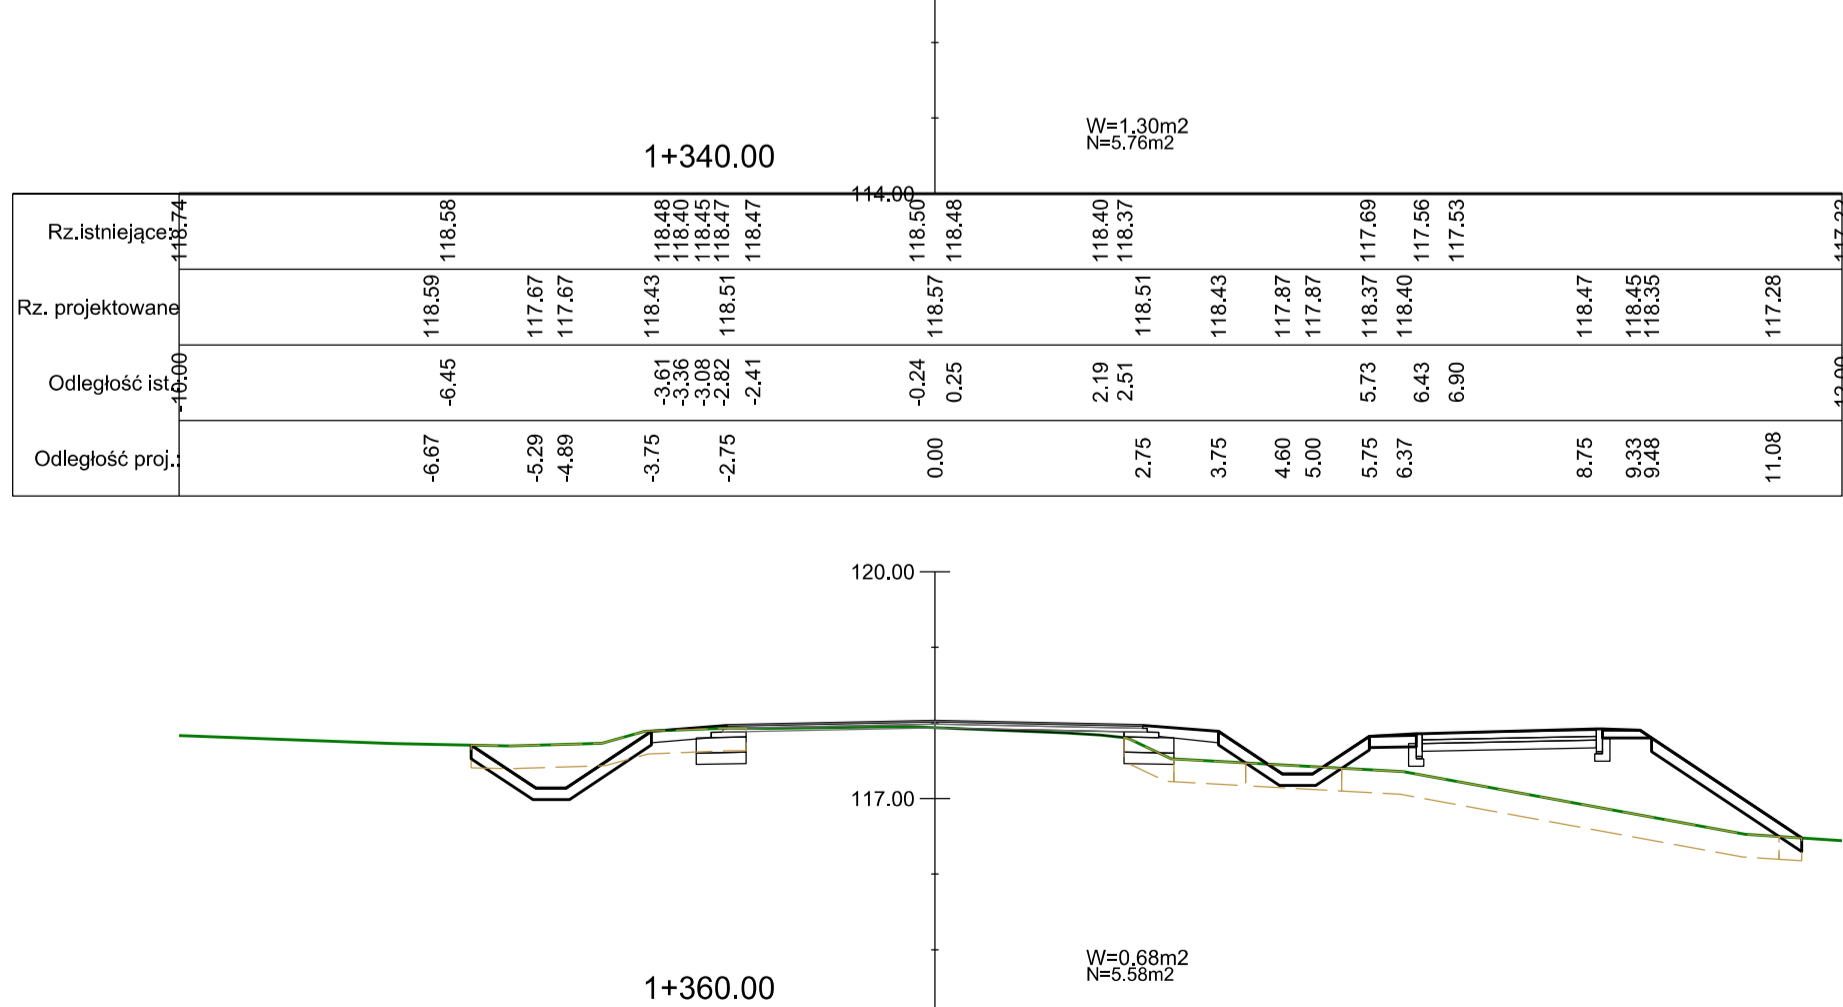 W=1.30m2
N=5.76m2
1+340.00
114.00
Rz.istniejące: 118.74 118.58 118.48 118.40 118.45 118.47 118.47 118.50 118.48 118.40 118.37 117.69 117.56 117.53
Rz. projektowane 118.59 117.67 117.67 118.43 118.51 118.57 118.51 118.43 117.87 117.87 118.37 118.40 118.47 118.45 118.35 117.28
Odległość ist.: -10.00 -6.45 -3.61 -3.36 -3.08 -2.82 -2.41 -0.24 0.25 2.19 2.51 5.73 6.43 6.90 12.00
Odległość proj.: -6.67 -5.29 -4.89 -3.75 -2.75 0.00 2.75 3.75 4.60 5.00 5.75 6.37 8.75 9.33 9.48 11.08
120.00
117.00
W=0.68m2
N=5.58m2
1+360.00